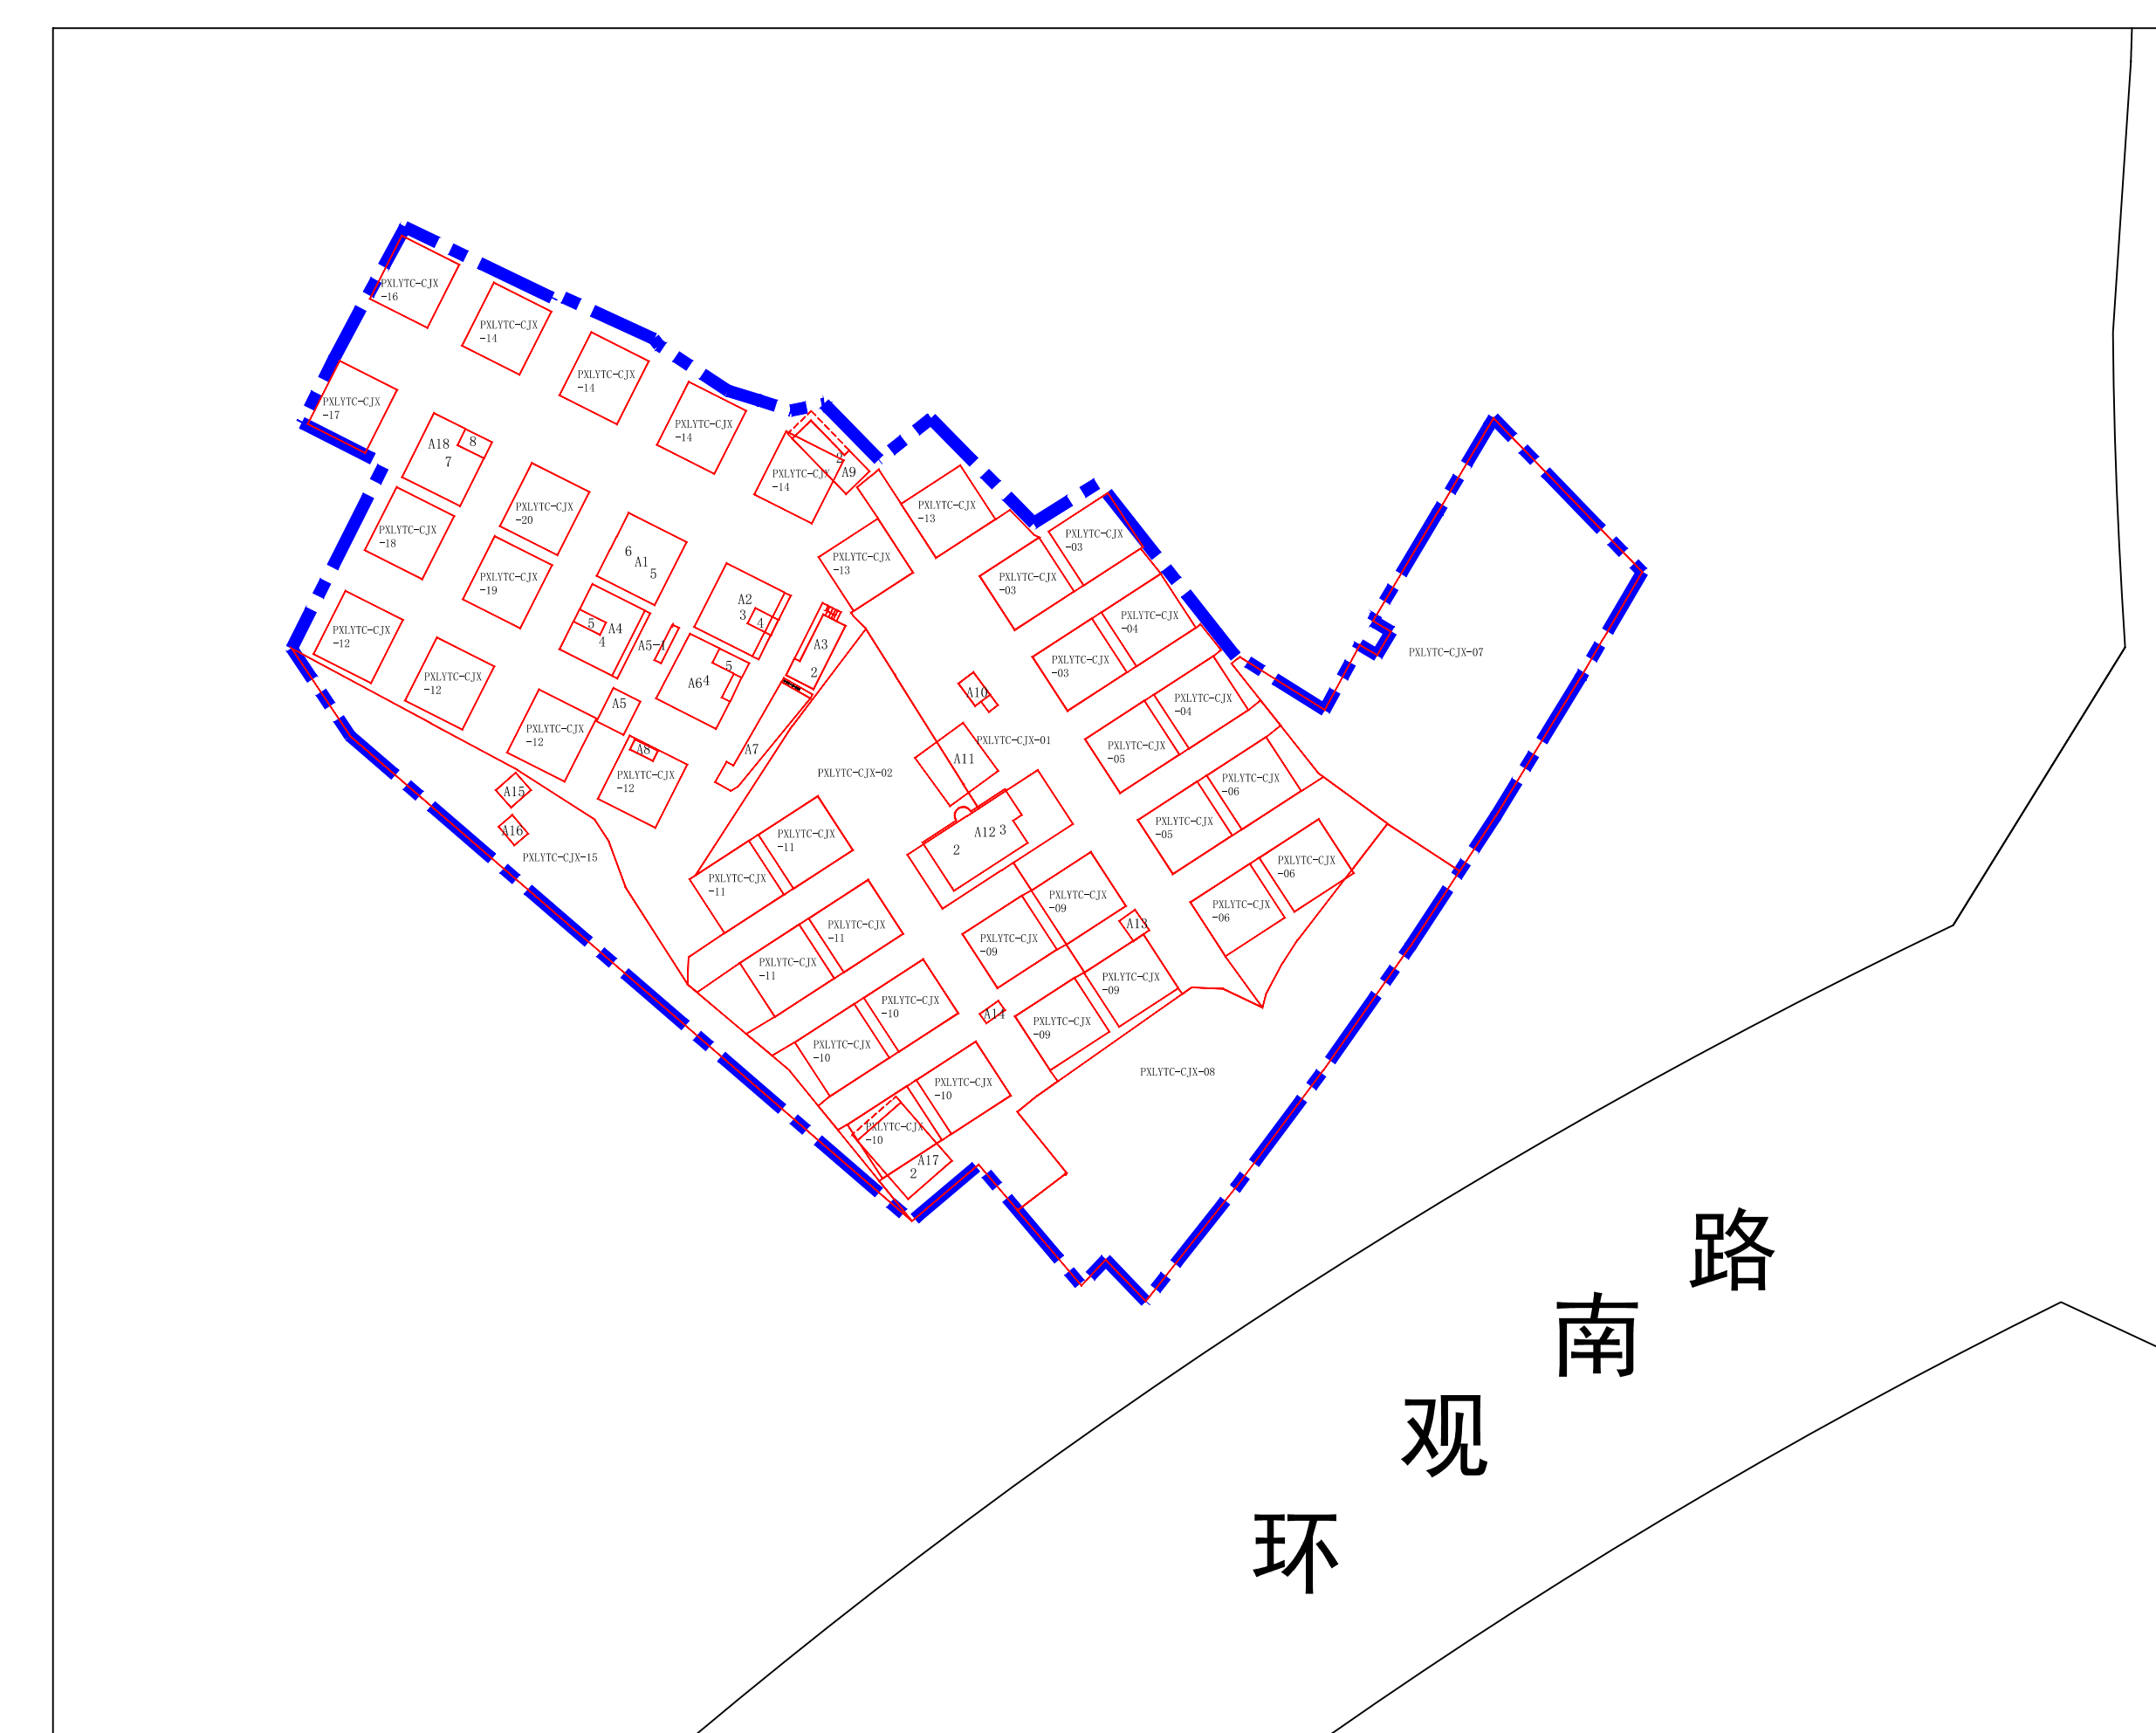 PXLYTC-CJX
-16
PXLYTC-CJX
-14
PXLYTC-CJX
-14
PXLYTC-CJX
-14
PXLYTC-CJX
-14
2
A9
PXLYTC-CJX
-17
A18
8
7
PXLYTC-CJX
-18
PXLYTC-CJX
-20
PXLYTC-CJX
-19
6
A1
5
A2
3
4
5
A4
4
A5-1
A3
2
5
A6
4
PXLYTC-CJX
-12
PXLYTC-CJX
-12
PXLYTC-CJX
-12
A5
A8
PXLYTC-CJX
-12
A7
A15
A16
PXLYTC-CJX-15
PXLYTC-CJX
-13
PXLYTC-CJX
-13
PXLYTC-CJX
-03
PXLYTC-CJX
-03
PXLYTC-CJX
-04
PXLYTC-CJX
-03
PXLYTC-CJX
-04
PXLYTC-CJX
-05
PXLYTC-CJX-07
A10
PXLYTC-CJX-01
A11
PXLYTC-CJX-02
A12
3
2
PXLYTC-CJX
-06
PXLYTC-CJX
-05
PXLYTC-CJX
-06
PXLYTC-CJX
-06
PXLYTC-CJX
-11
PXLYTC-CJX
-11
PXLYTC-CJX
-11
PXLYTC-CJX
-11
PXLYTC-CJX
-09
A13
PXLYTC-CJX
-09
PXLYTC-CJX
-09
PXLYTC-CJX
-09
A14
PXLYTC-CJX
-10
PXLYTC-CJX
-10
PXLYTC-CJX
-10
PXLYTC-CJX
-10
A17
2
PXLYTC-CJX-08
环
观
南
路